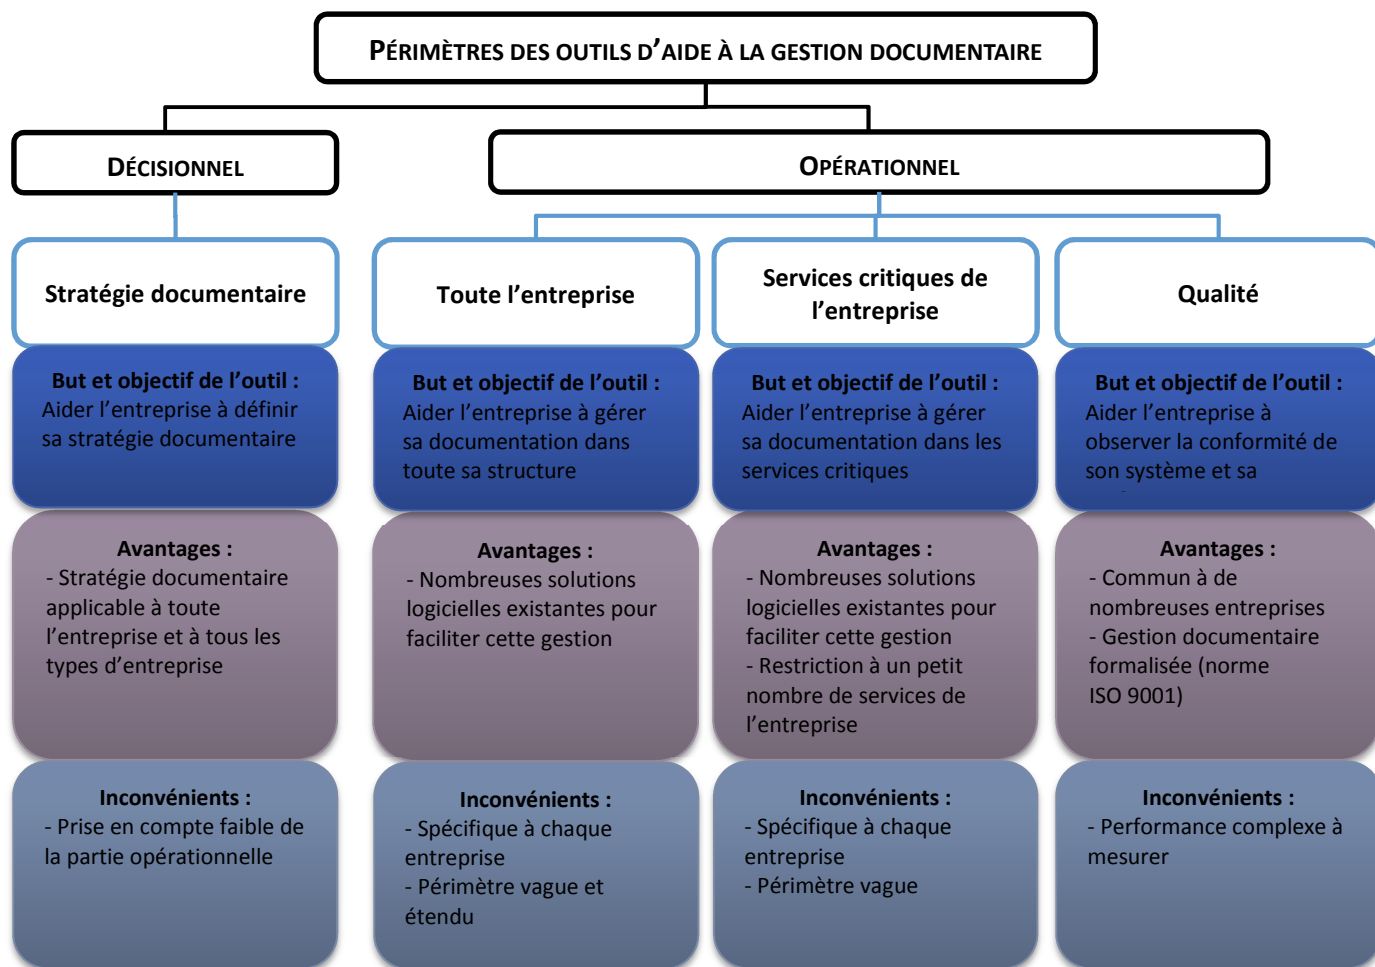 PÉRIMÈTRES DES OUTILS D'AIDE À LA GESTION DOCUMENTAIRE
DÉCISIONNEL
OPÉRATIONNEL
Stratégie documentaire
Toute l'entreprise
Services critiques de
l'entreprise
Qualité
But et objectif de l'outil :
Aider l'entreprise à définir
sa stratégie documentaire
But et objectif de l'outil :
Aider l'entreprise à gérer
sa documentation dans
toute sa structure
But et objectif de l'outil :
Aider l'entreprise à gérer
sa documentation dans les
services critiques
But et objectif de l'outil :
Aider l'entreprise à
observer la conformité de
son système et sa
Avantages :
- Stratégie documentaire
applicable à toute
l'entreprise et à tous les
types d'entreprise
Avantages :
- Nombreuses solutions
logicielles existantes pour
faciliter cette gestion
Avantages :
- Nombreuses solutions
logicielles existantes pour
faciliter cette gestion
- Restriction à un petit
nombre de services de
l'entreprise
Avantages :
- Commun à de
nombreuses entreprises
- Gestion documentaire
formalisée (norme
ISO 9001)
Inconvénients :
- Prise en compte faible de
la partie opérationnelle
Inconvénients :
- Spécifique à chaque
entreprise
- Périmètre vague et
étendu
Inconvénients :
- Spécifique à chaque
entreprise
- Périmètre vague
Inconvénients :
- Performance complexe à
mesurer